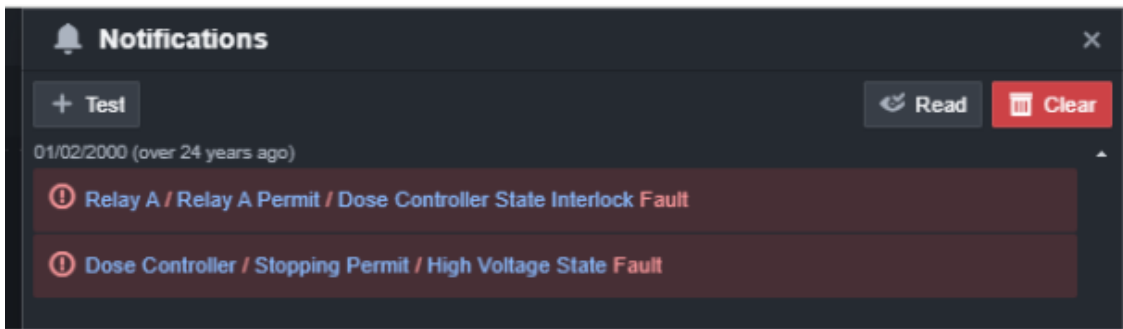 Notifications
+ Test Read Clear
01/02/2000 (over 24 years ago)
Relay A / Relay A Permit / Dose Controller State Interlock Fault
Dose Controller / Stopping Permit / High Voltage State Fault